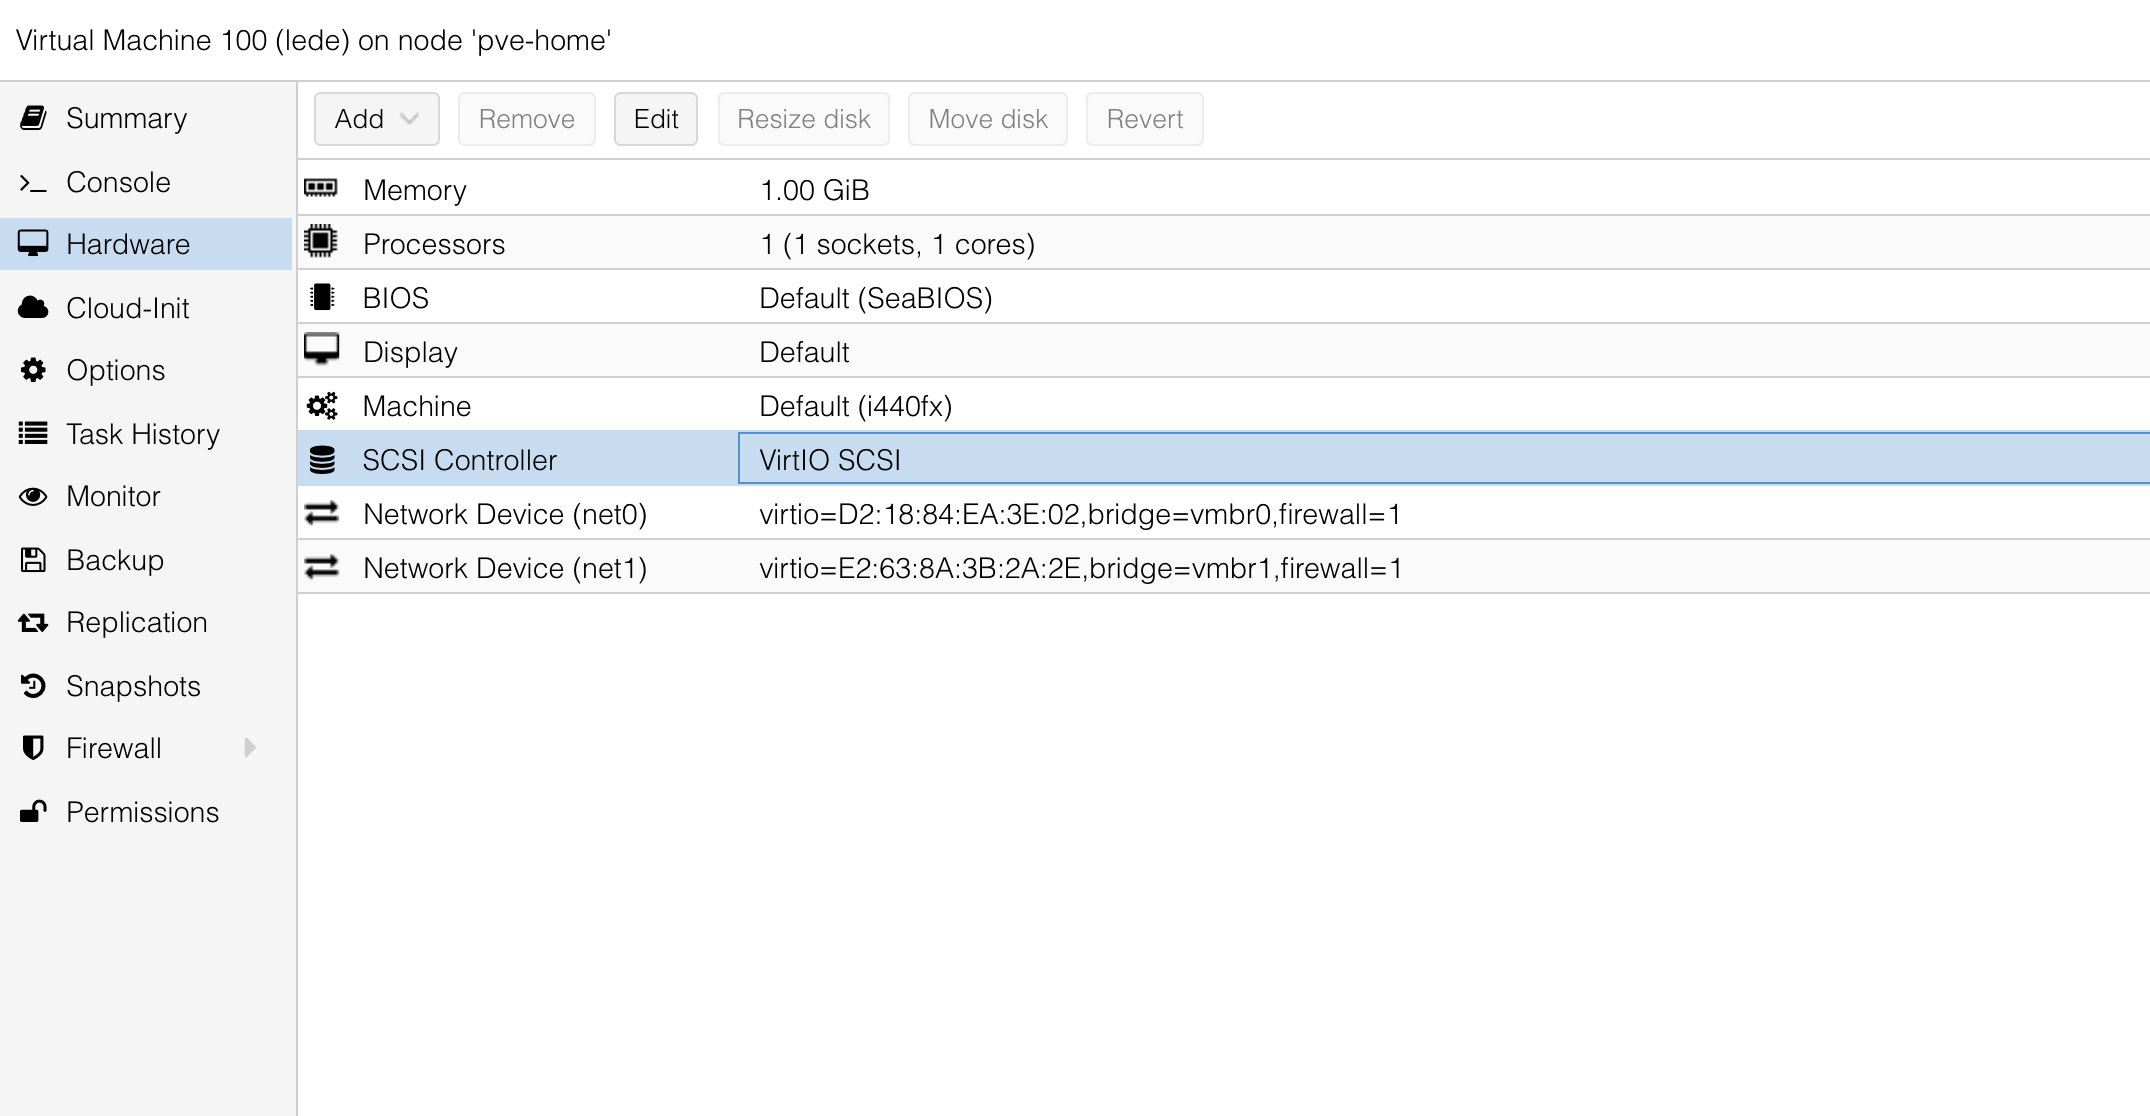 Virtual Machine 100 (lede) on node 'pve-home'
Summary
Console
Hardware
Cloud-Init
Options
Task History
Monitor
Backup
Replication
Snapshots
Firewall
Permissions
Add Remove Edit Resize disk Move disk Revert
Memory 1.00 GiB
Processors 1 (1 sockets, 1 cores)
BIOS Default (SeaBIOS)
Display Default
Machine Default (i440fx)
SCSI Controller VirtIO SCSI
Network Device (net0) virtio=D2:18:84:EA:3E:02,bridge=vmbr0,firewall=1
Network Device (net1) virtio=E2:63:8A:3B:2A:2E,bridge=vmbr1,firewall=1